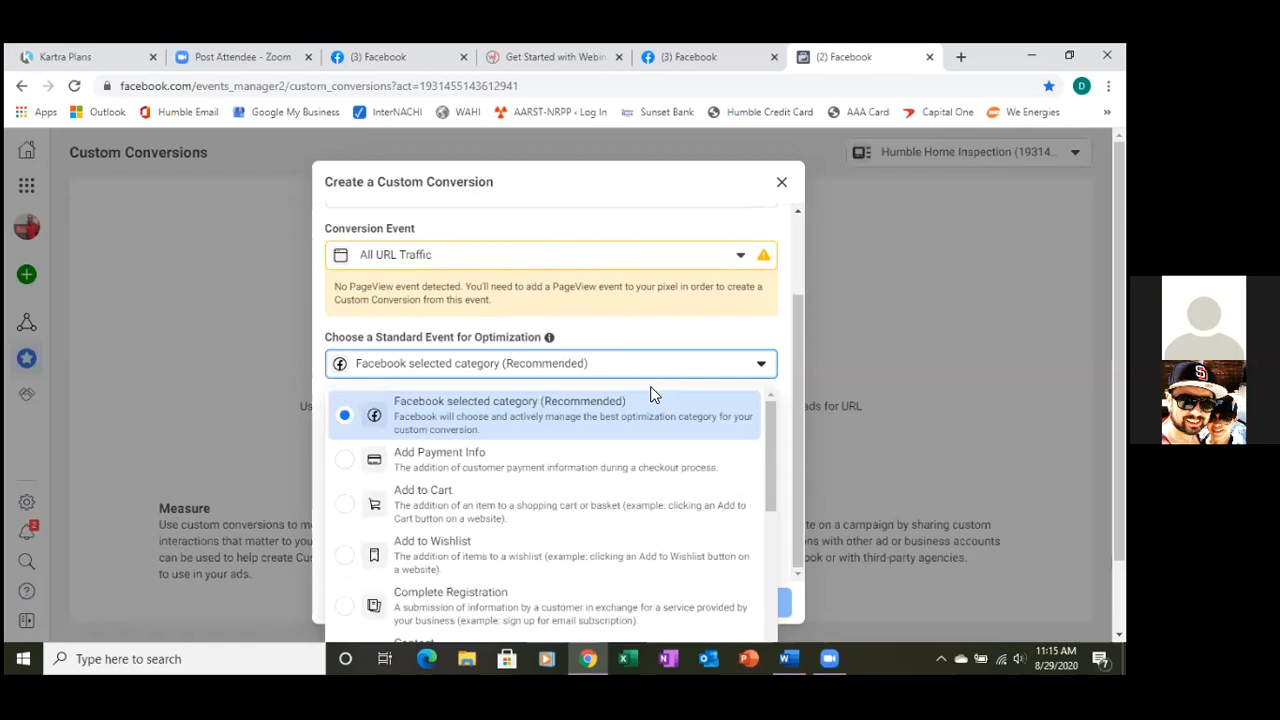 Kartra Plans
Post Attendee - Zoom
(3) Facebook
Get Started with Webin
(3) Facebook
(2) Facebook
facebook.com/events_manager2/custom_conversions?act=1931455143612941
D
Apps
Outlook
Humble Email
Google My Business
InterNACHI
WAHI
AARST-NRPP ‹ Log In
Sunset Bank
Humble Credit Card
AAA Card
Capital One
We Energies
»
Custom Conversions
Humble Home Inspection (19314...
Create a Custom Conversion
Conversion Event
All URL Traffic
No PageView event detected. You'll need to add a PageView event to your pixel in order to create a
Custom Conversion from this event.
Choose a Standard Event for Optimization
Facebook selected category (Recommended)
Facebook selected category (Recommended)
Facebook will choose and actively manage the best optimization category for your
custom conversion.
Add Payment Info
The addition of customer payment information during a checkout process.
Add to Cart
The addition of an item to a shopping cart or basket (example: clicking an Add to
Cart button on a website).
Add to Wishlist
The addition of items to a wishlist (example: clicking an Add to Wishlist button on
a website).
Complete Registration
A submission of information by a customer in exchange for a service provided by
your business (example: sign up for email subscription).
Us
ads for URL
Measure
Use custom conversions to m
interactions that matter to you
can be used to help create Cus
to use in your ads.
te on a campaign by sharing custom
ns with other ad or business accounts
ok or with third-party agencies.
2
Type here to search
11:15 AM
8/29/2020
7